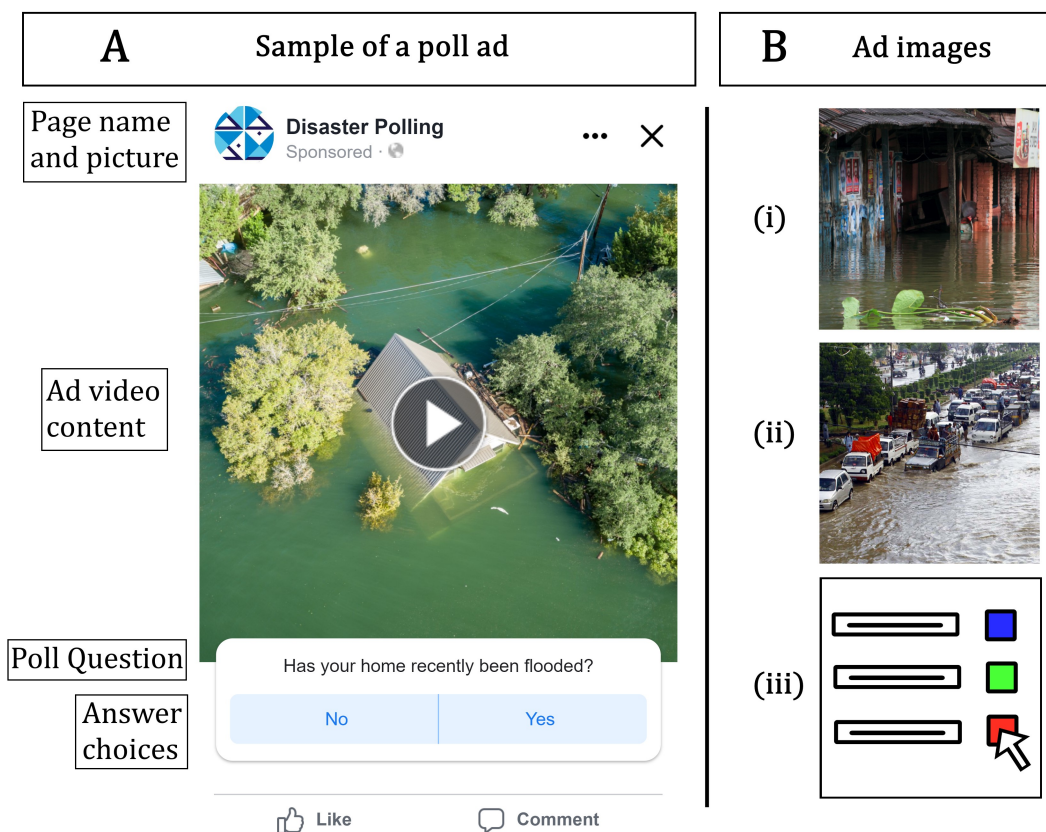 A Sample of a poll ad
B Ad images
Page name
and picture
Disaster Polling
Sponsored ·
Ad video
content
Poll Question
Has your home recently been flooded?
Answer
choices
No Yes
Like Comment
(i)
(ii)
(iii)